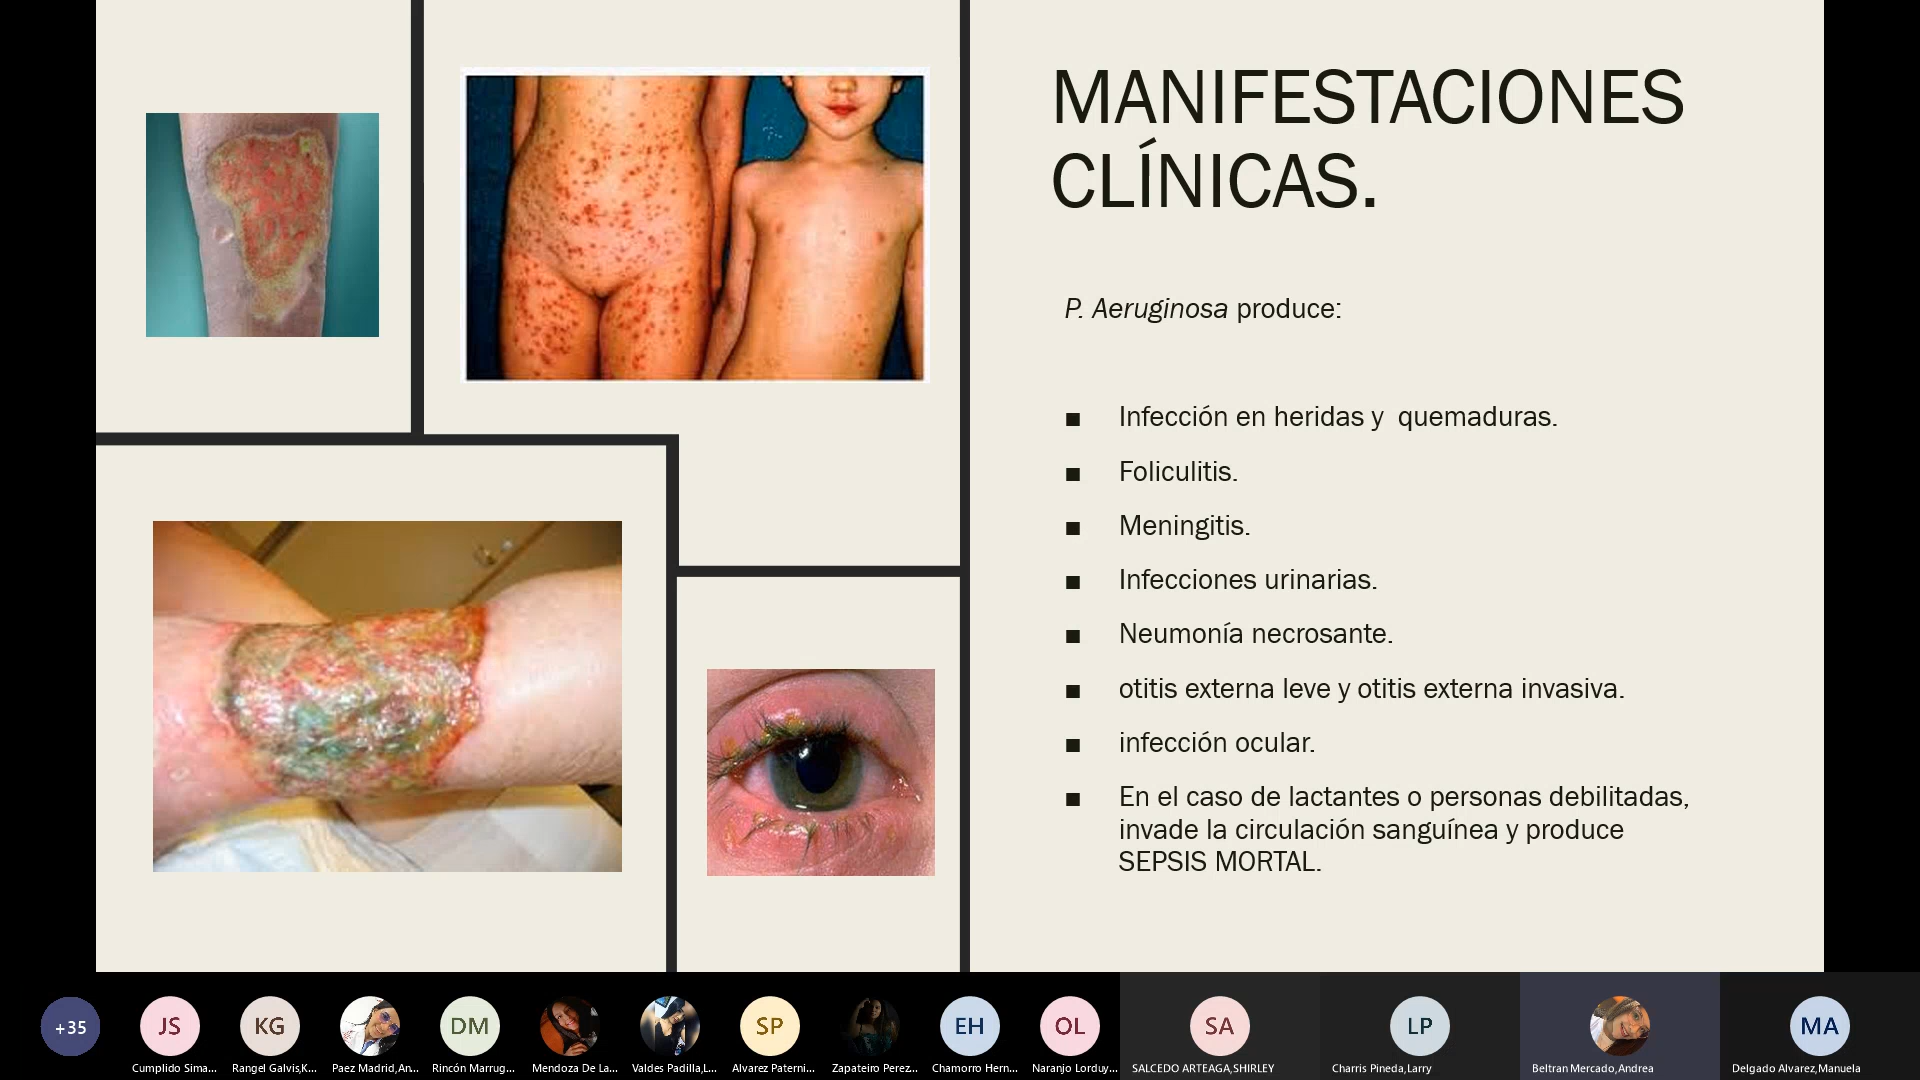 MANIFESTACIONES
CLÍNICAS.
P. Aeruginosa produce:
■ Infección en heridas y  quemaduras.
■ Foliculitis.
■ Meningitis.
■ Infecciones urinarias.
■ Neumonía necrosante.
■ otitis externa leve y otitis externa invasiva.
■ infección ocular.
■ En el caso de lactantes o personas debilitadas,
invade la circulación sanguínea y produce
SEPSIS MORTAL.
+35
JS
KG
DM
SP
EH
OL
SA
LP
MA
Cumplido Sima...
Rangel Galvis,K...
Paez Madrid,An...
Rincón Marrug...
Mendoza De La...
Valdes Padilla,L...
Alvarez Paterni...
Zapateiro Perez...
Chamorro Hern...
Naranjo Lorduy...
SALCEDO ARTEAGA,SHIRLEY
Charris Pineda,Larry
Beltran Mercado,Andrea
Delgado Alvarez,Manuela